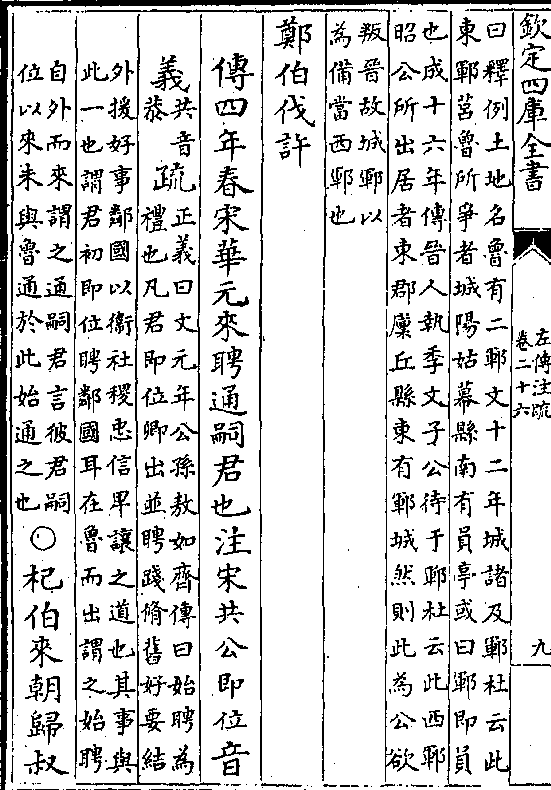 欽定四庫全書
左傳注疏
卷二十六
九
曰釋例土地名魯有二鄆文十二年城諸及鄆杜云此
東鄆莒魯所爭者城陽姑幕縣南有員亭或曰鄆即員
也成十六年傳晉人執季文子公待于鄆杜云此西鄆
昭公所出居者東郡廩丘縣東有鄆城然則此為公欲
叛晉故城鄆以
為備當西鄆也
鄭伯伐許
傳四年春宋華元來聘通嗣君也注宋共公即位音
義
共音
恭
疏
正義曰文元年公孫敖如齊傳曰始聘為
禮也凡君即位卿出並聘踐脩舊好要結
外援好事鄰國以衛社稷忠信卑讓之道也其事與
此一也謂君初即位聘鄰國耳在魯而出謂之始聘
自外而來謂之通嗣君言彼君嗣
位以來未與魯通於此始通之也
○杞伯來朝歸叔